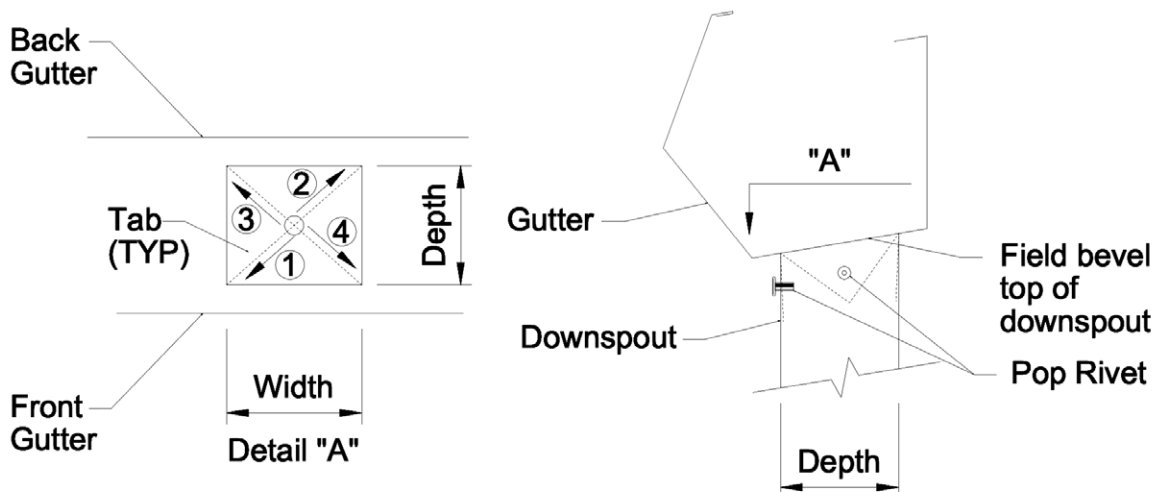 Back
Gutter
2
3
4
1
Tab
(TYP)
Depth
Front
Gutter
Width
Detail "A"
"A"
Gutter
Downspout
Field bevel
top of
downspout
Pop Rivet
Depth